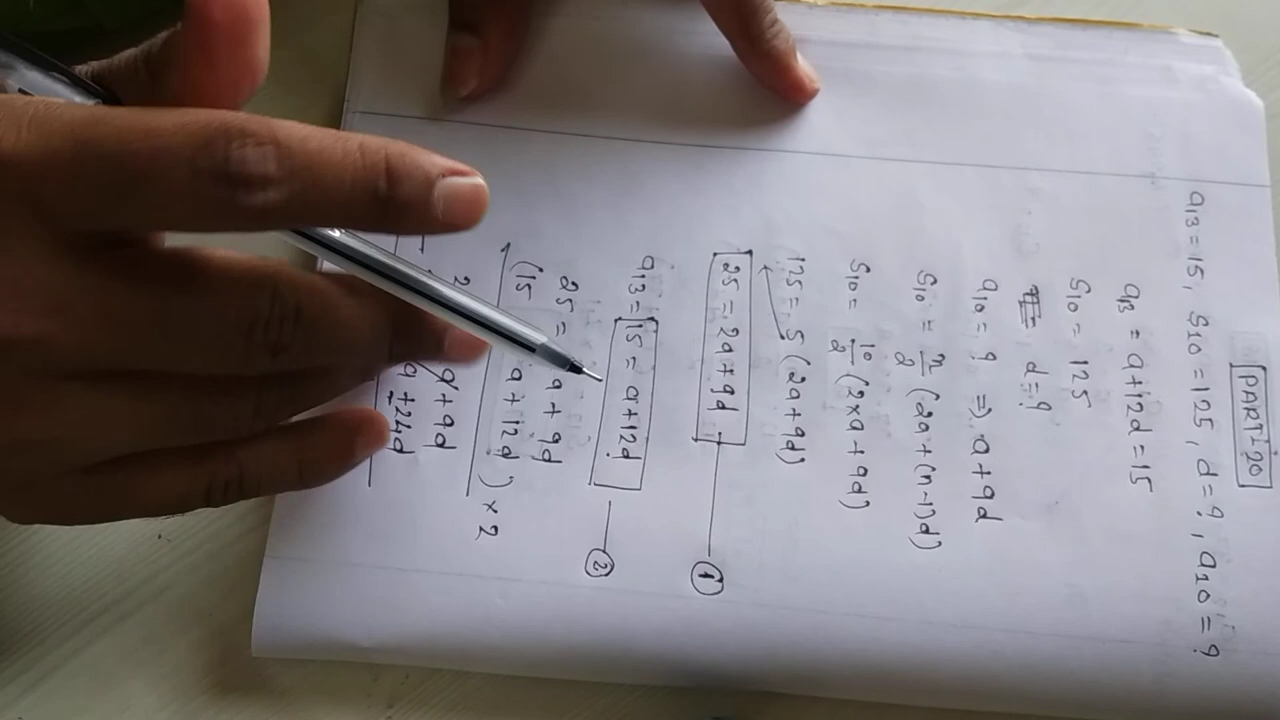 PART-20
a13 = 15, S10 = 125, d = ?, a10 = ?
a13 = a+12d = 15
S10 = 125
d = ?
a10 = ? => a+9d
S10 = n/2 (2a+(n-1)d)
S10 = 10/2 (2×a+9d)
125 = 5 (2a+9d)
25 = 2a+9d — ①
a13 = 15 = a+12d — ②
25 = a + 9d
(15 a+12d) × 2
2 a+9d
a+24d